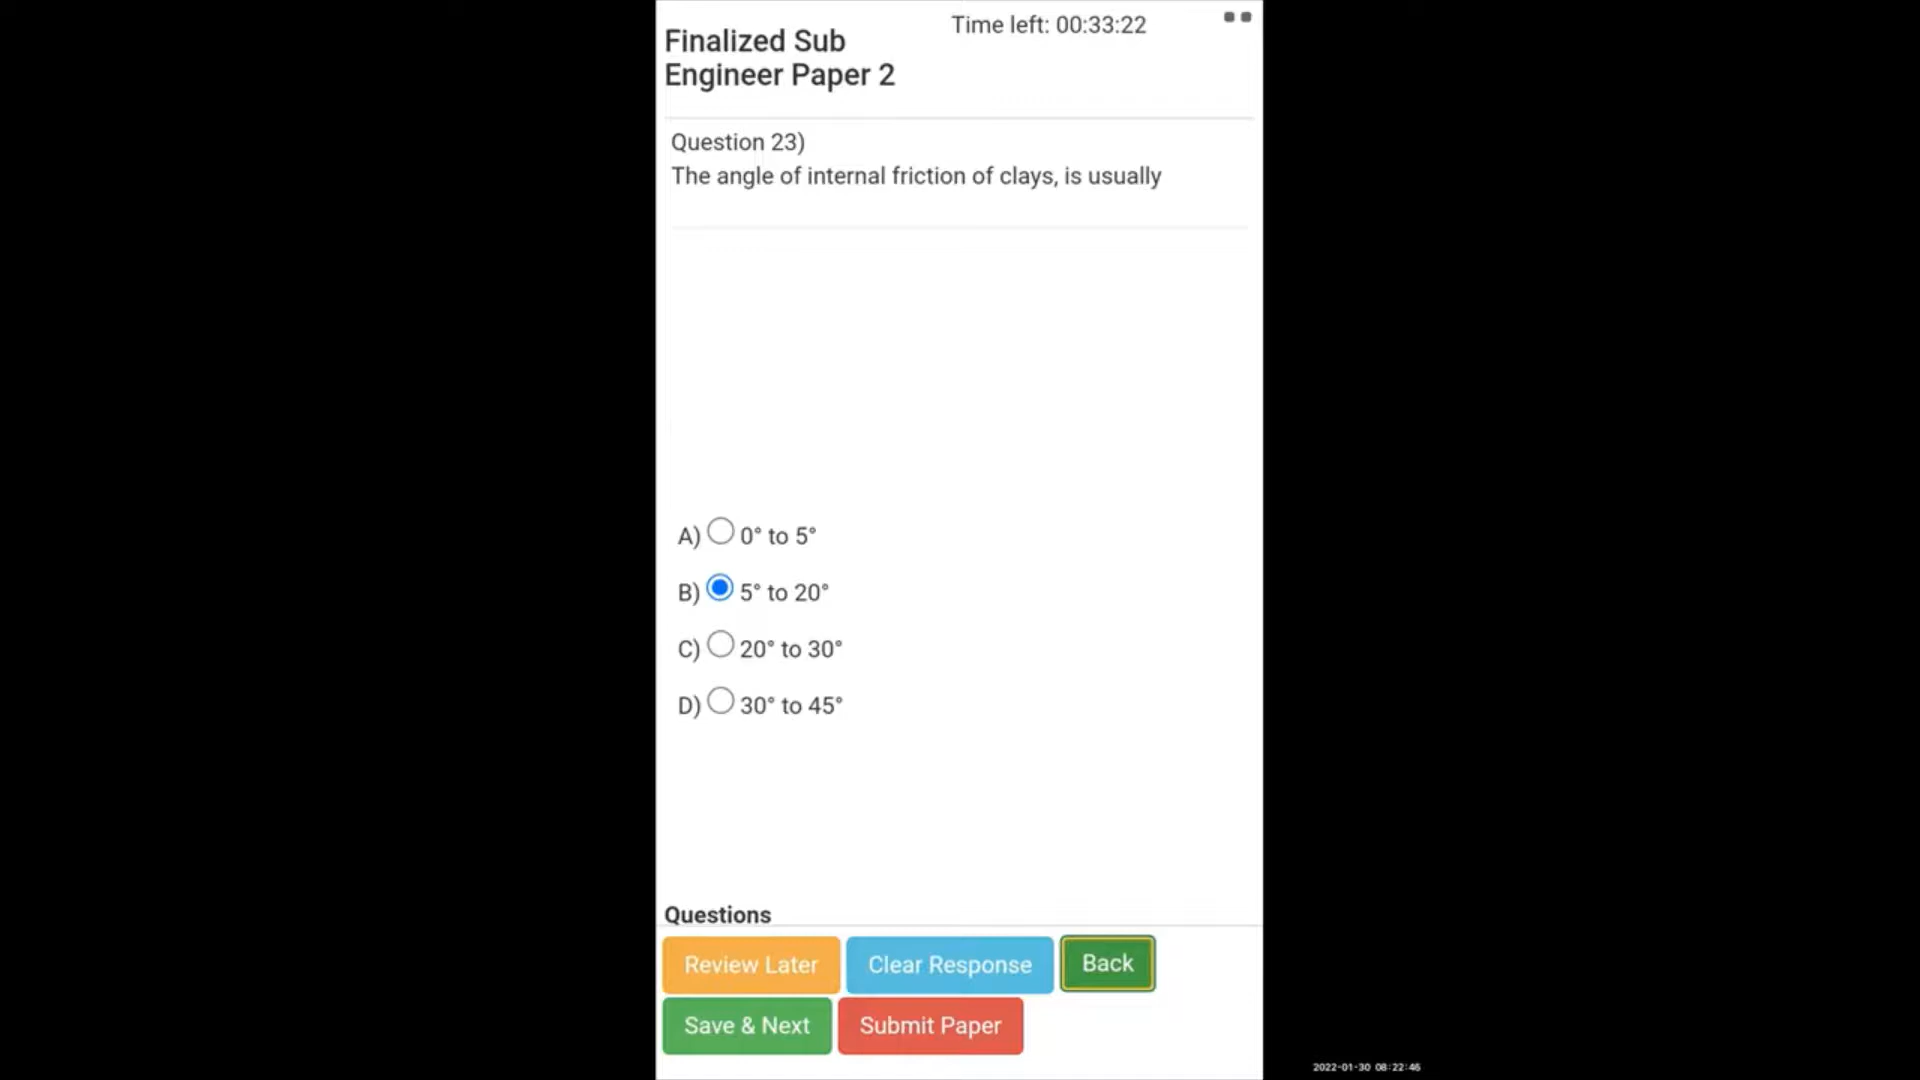 Time left: 00:33:22
Finalized Sub
Engineer Paper 2
Question 23)
The angle of internal friction of clays, is usually
A) 0° to 5°
B) 5° to 20°
C) 20° to 30°
D) 30° to 45°
Questions
Review Later
Clear Response
Back
Save & Next
Submit Paper
2022-01-30 08:22:46